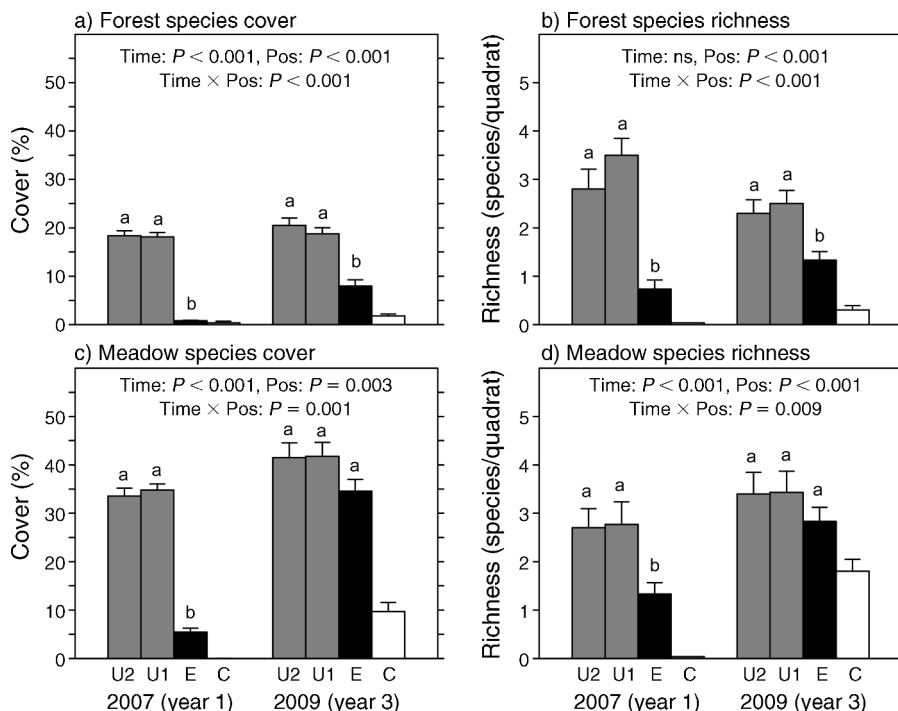 a) Forest species cover
Time: P < 0.001, Pos: P < 0.001
Time × Pos: P < 0.001
Cover (%)
50
40
30
20
10
0
a
a
b
a
a
b
b) Forest species richness
Time: ns, Pos: P < 0.001
Time × Pos: P < 0.001
Richness (species/quadrat)
5
4
3
2
1
0
a
a
b
a
a
b
c) Meadow species cover
Time: P < 0.001, Pos: P = 0.003
Time × Pos: P = 0.001
Cover (%)
50
40
30
20
10
0
a
a
b
a
a
a
U2 U1 E C U2 U1 E C
2007 (year 1) 2009 (year 3)
d) Meadow species richness
Time: P < 0.001, Pos: P < 0.001
Time × Pos: P = 0.009
Richness (species/quadrat)
5
4
3
2
1
0
a
a
b
a
a
a
U2 U1 E C U2 U1 E C
2007 (year 1) 2009 (year 3)